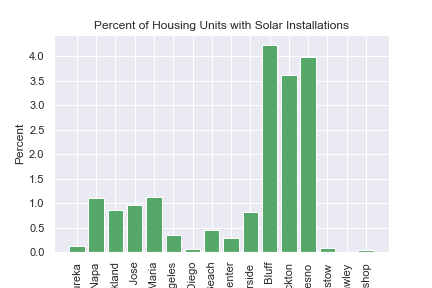 Percent of Housing Units with Solar Installations
Percent
4.0
3.5
3.0
2.5
2.0
1.5
1.0
0.5
0.0
ureka
Napa
kland
Jose
Maria
geles
Diego
Beach
enter
rside
Bluff
ckton
esno
stow
wley
shop